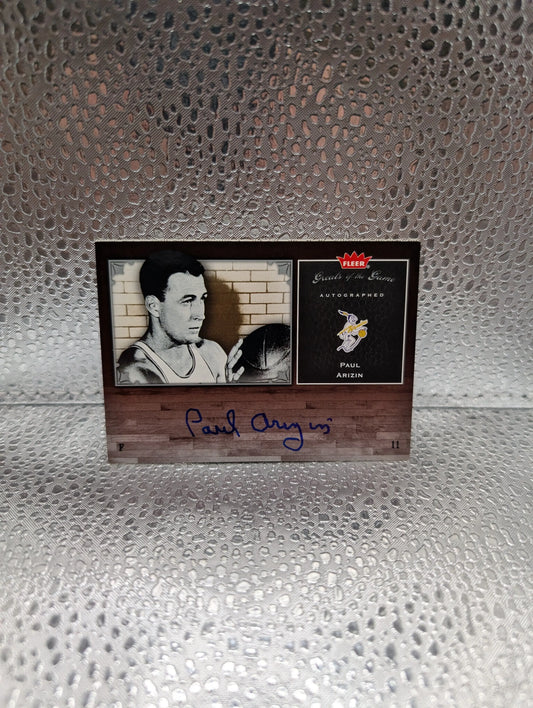 FLEER
Greats of the Game
AUTOGRAPHED
PAUL
ARIZIN
Paul Arizin
F
11